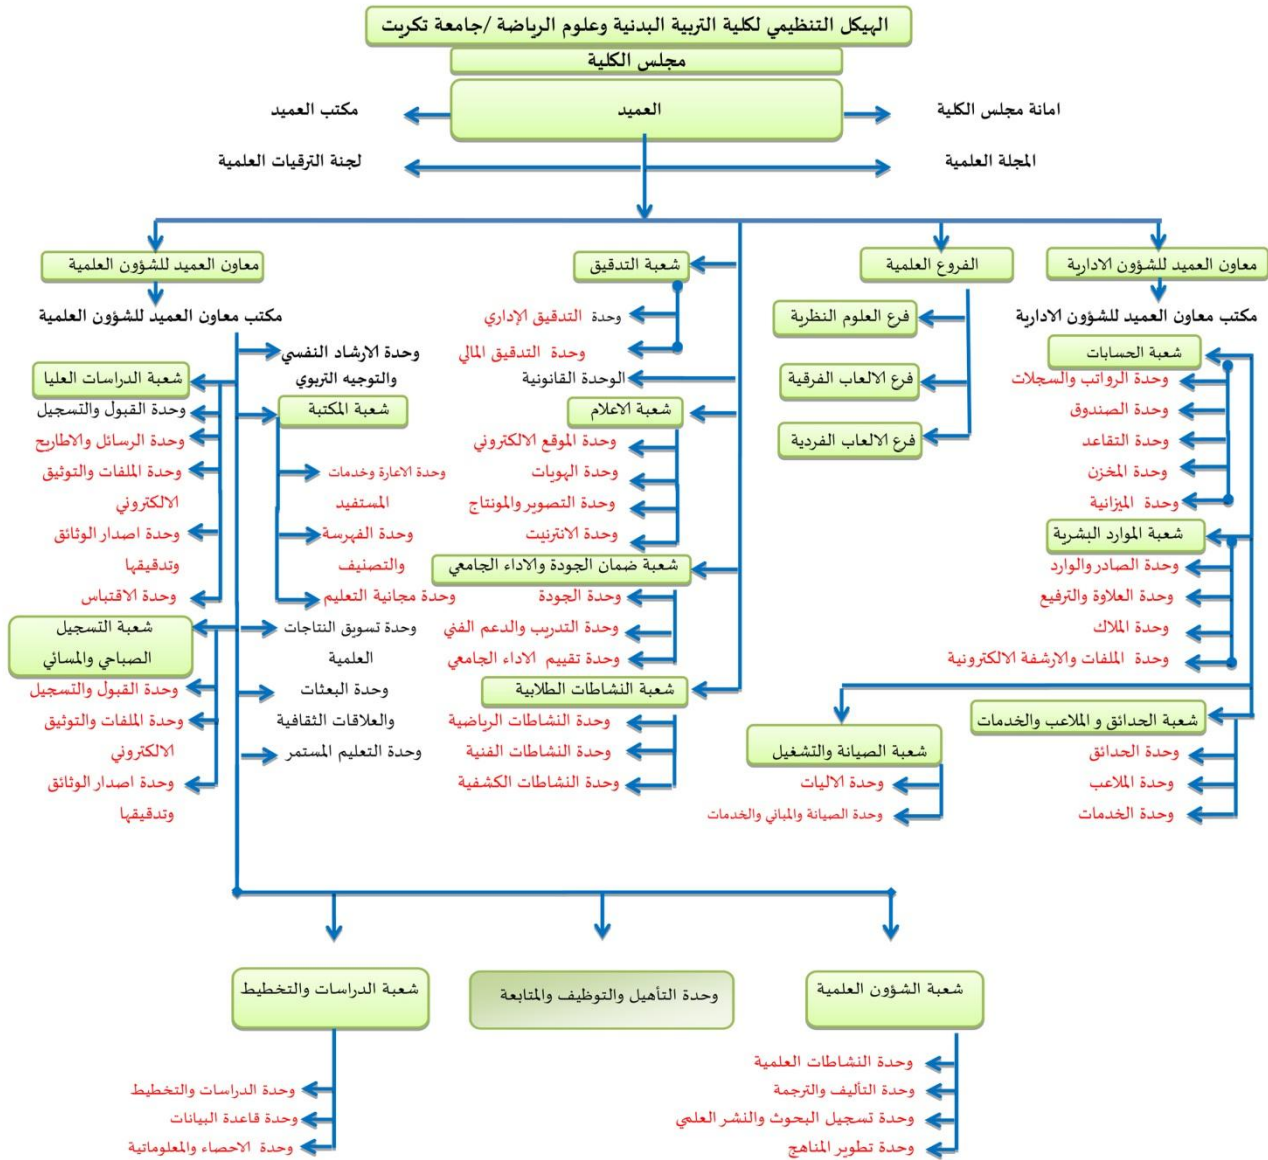 الهيكل التنظيمي لكلية التربية البدنية وعلوم الرياضة /جامعة تكريت
مجلس الكلية
العميد
امانة مجلس الكلية
مكتب العميد
المجلة العلمية
لجنة الترقيات العلمية
معاون العميد للشؤون الادارية
مكتب معاون العميد للشؤون الادارية
شعبة الحسابات
وحدة الرواتب والسجلات
وحدة الصندوق
وحدة التقاعد
وحدة المخزن
وحدة الميزانية
شعبة الموارد البشرية
وحدة الصادر والوارد
وحدة العلاوة والترفيع
وحدة الملاك
وحدة الملفات والارشفة الالكترونية
شعبة الحدائق و الملاعب والخدمات
وحدة الحدائق
وحدة الملاعب
وحدة الخدمات
شعبة الصيانة والتشغيل
وحدة الاليات
وحدة الصيانة والمباني والخدمات
الفروع العلمية
فرع العلوم النظرية
فرع الالعاب الفرقية
فرع الالعاب الفردية
شعبة التدقيق
وحدة التدقيق الإداري
وحدة التدقيق المالي
الوحدة القانونية
شعبة الاعلام
وحدة الموقع الالكتروني
وحدة الهويات
وحدة التصوير والمونتاج
وحدة الانترنيت
شعبة ضمان الجودة والاداء الجامعي
وحدة الجودة
وحدة التدريب والدعم الفني
وحدة تقييم الاداء الجامعي
شعبة النشاطات الطلابية
وحدة النشاطات الرياضية
وحدة النشاطات الفنية
وحدة النشاطات الكشفية
معاون العميد للشؤون العلمية
مكتب معاون العميد للشؤون العلمية
وحدة الارشاد النفسي
والتوجيه التربوي
شعبة المكتبة
وحدة الاعارة وخدمات
المستفيد
وحدة الفهرسة
والتصنيف
وحدة مجانية التعليم
وحدة تسويق النتاجات
العلمية
وحدة البعثات
والعلاقات الثقافية
وحدة التعليم المستمر
شعبة الدراسات العليا
وحدة القبول والتسجيل
وحدة الرسائل والاطاريح
وحدة الملفات والتوثيق
الالكتروني
وحدة اصدار الوثائق
وتدقيقها
وحدة الاقتباس
شعبة التسجيل
الصباحي والمسائي
وحدة القبول والتسجيل
وحدة الملفات والتوثيق
الالكتروني
وحدة اصدار الوثائق
وتدقيقها
شعبة الشؤون العلمية
وحدة النشاطات العلمية
وحدة التأليف والترجمة
وحدة تسجيل البحوث والنشر العلمي
وحدة تطوير المناهج
وحدة التأهيل والتوظيف والمتابعة
شعبة الدراسات والتخطيط
وحدة الدراسات والتخطيط
وحدة قاعدة البيانات
وحدة الاحصاء والمعلوماتية